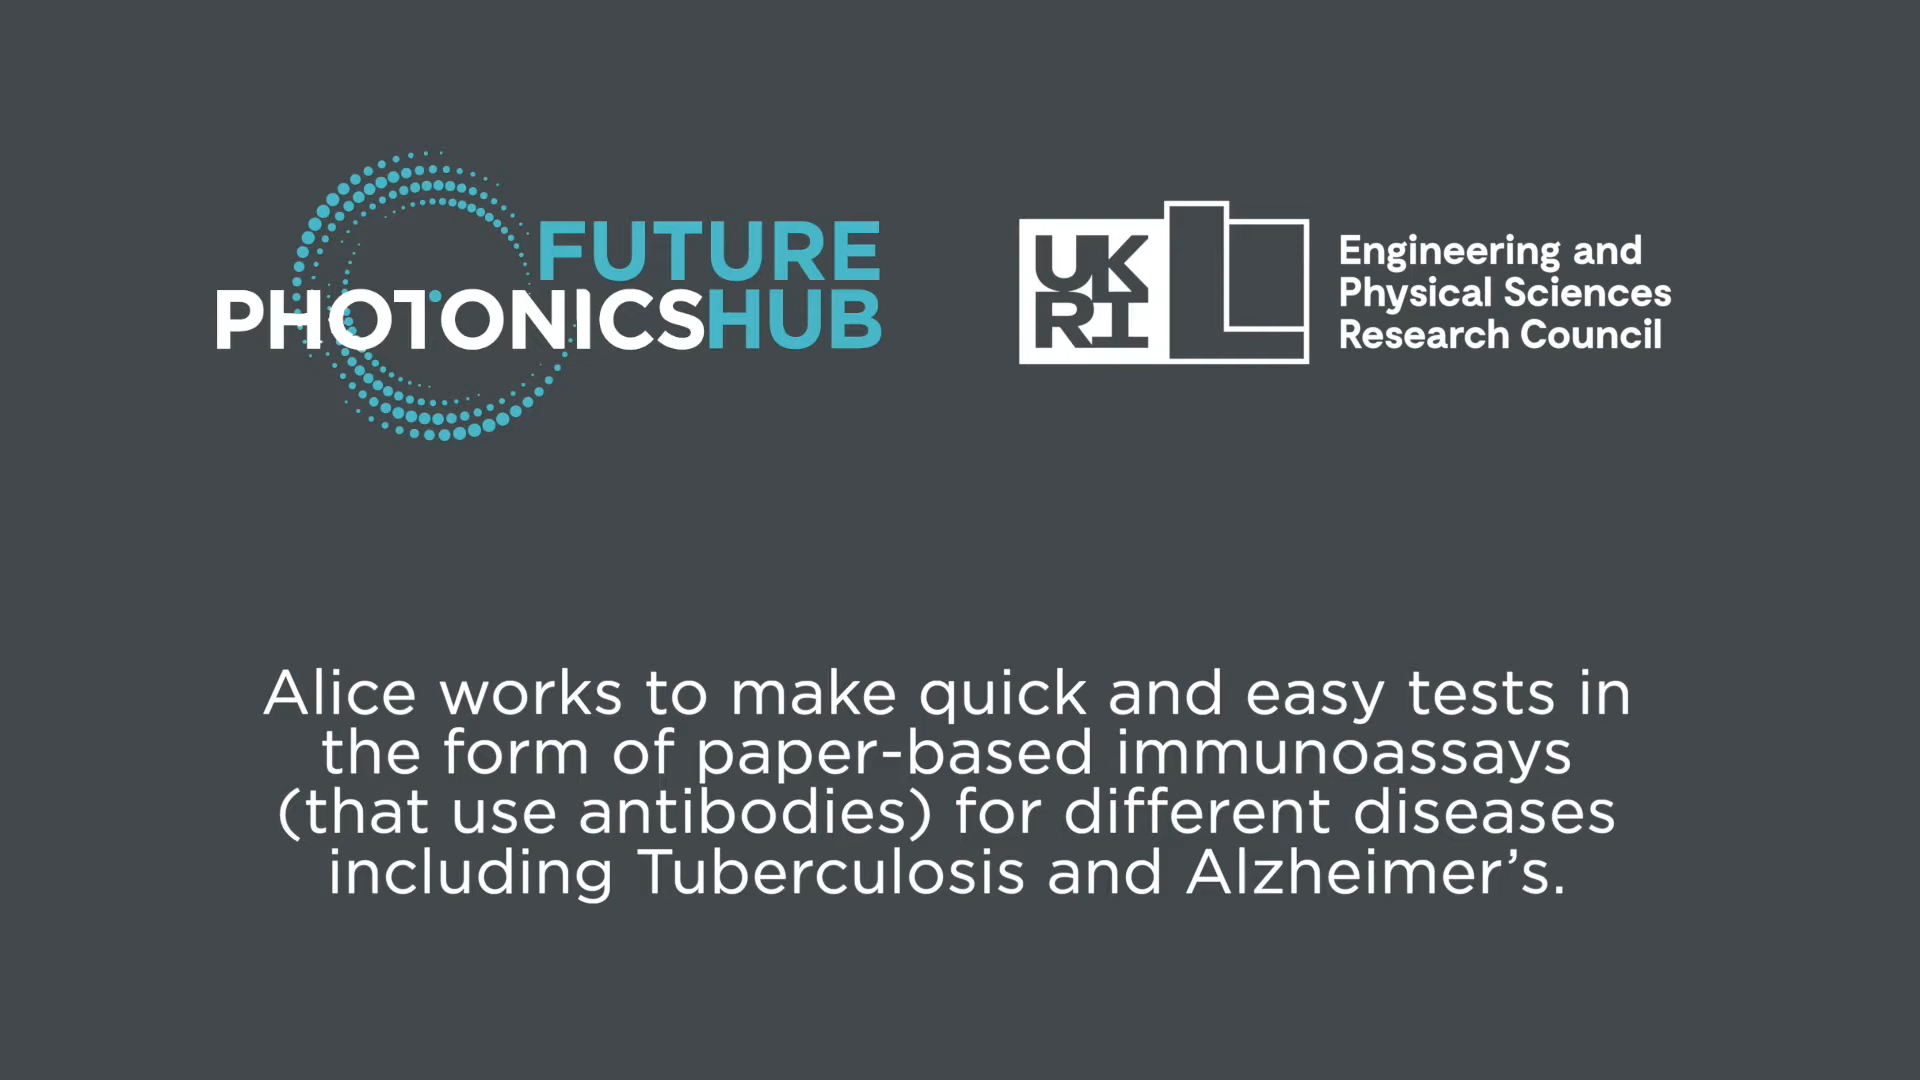 FUTURE
PHOTONICSHUB
UK
RI
Engineering and
Physical Sciences
Research Council
Alice works to make quick and easy tests in
the form of paper-based immunoassays
(that use antibodies) for different diseases
including Tuberculosis and Alzheimer’s.